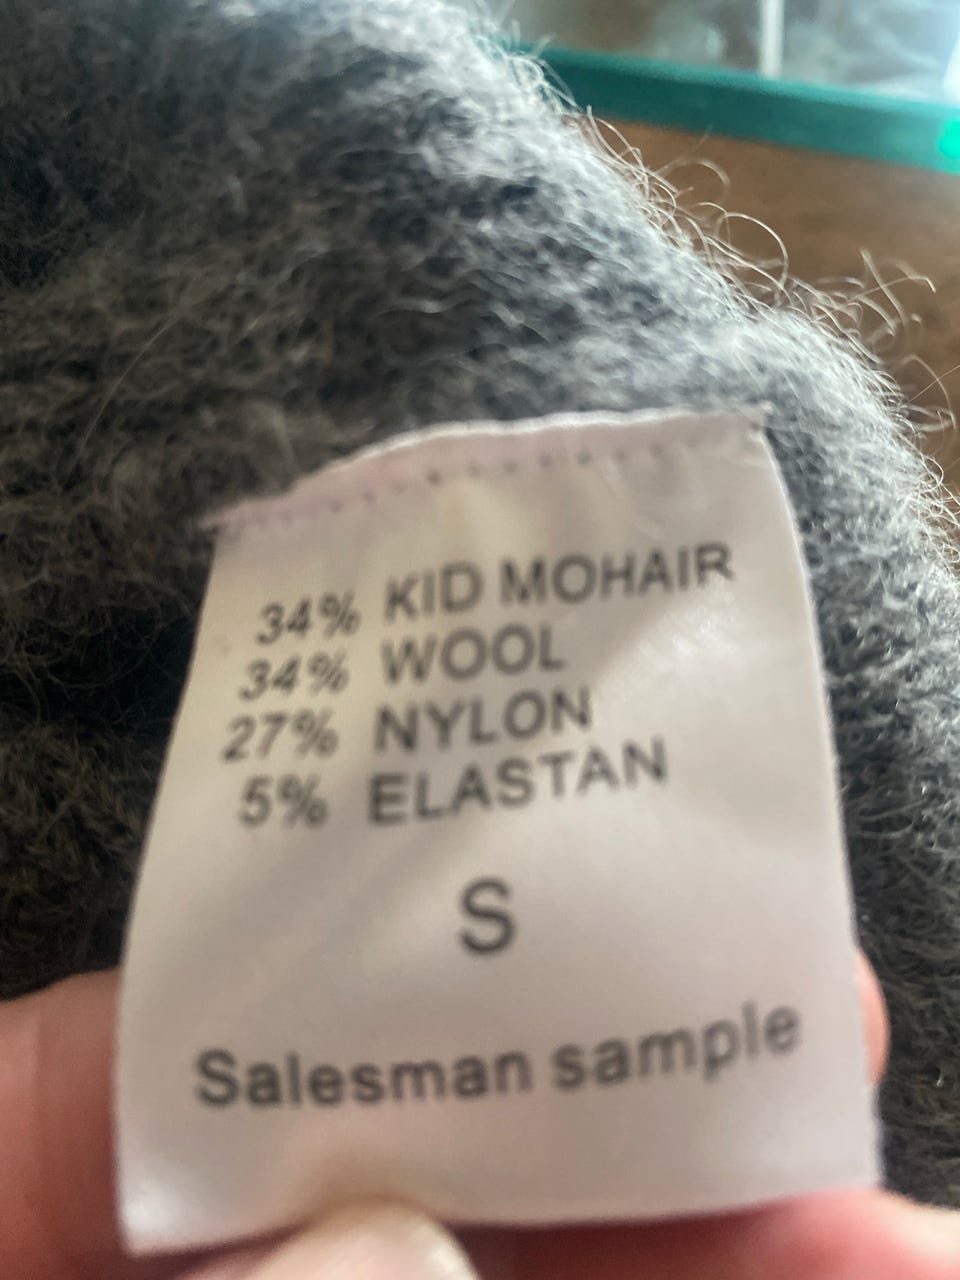 34% KID MOHAIR
34% WOOL
27% NYLON
5% ELASTAN
S
Salesman sample